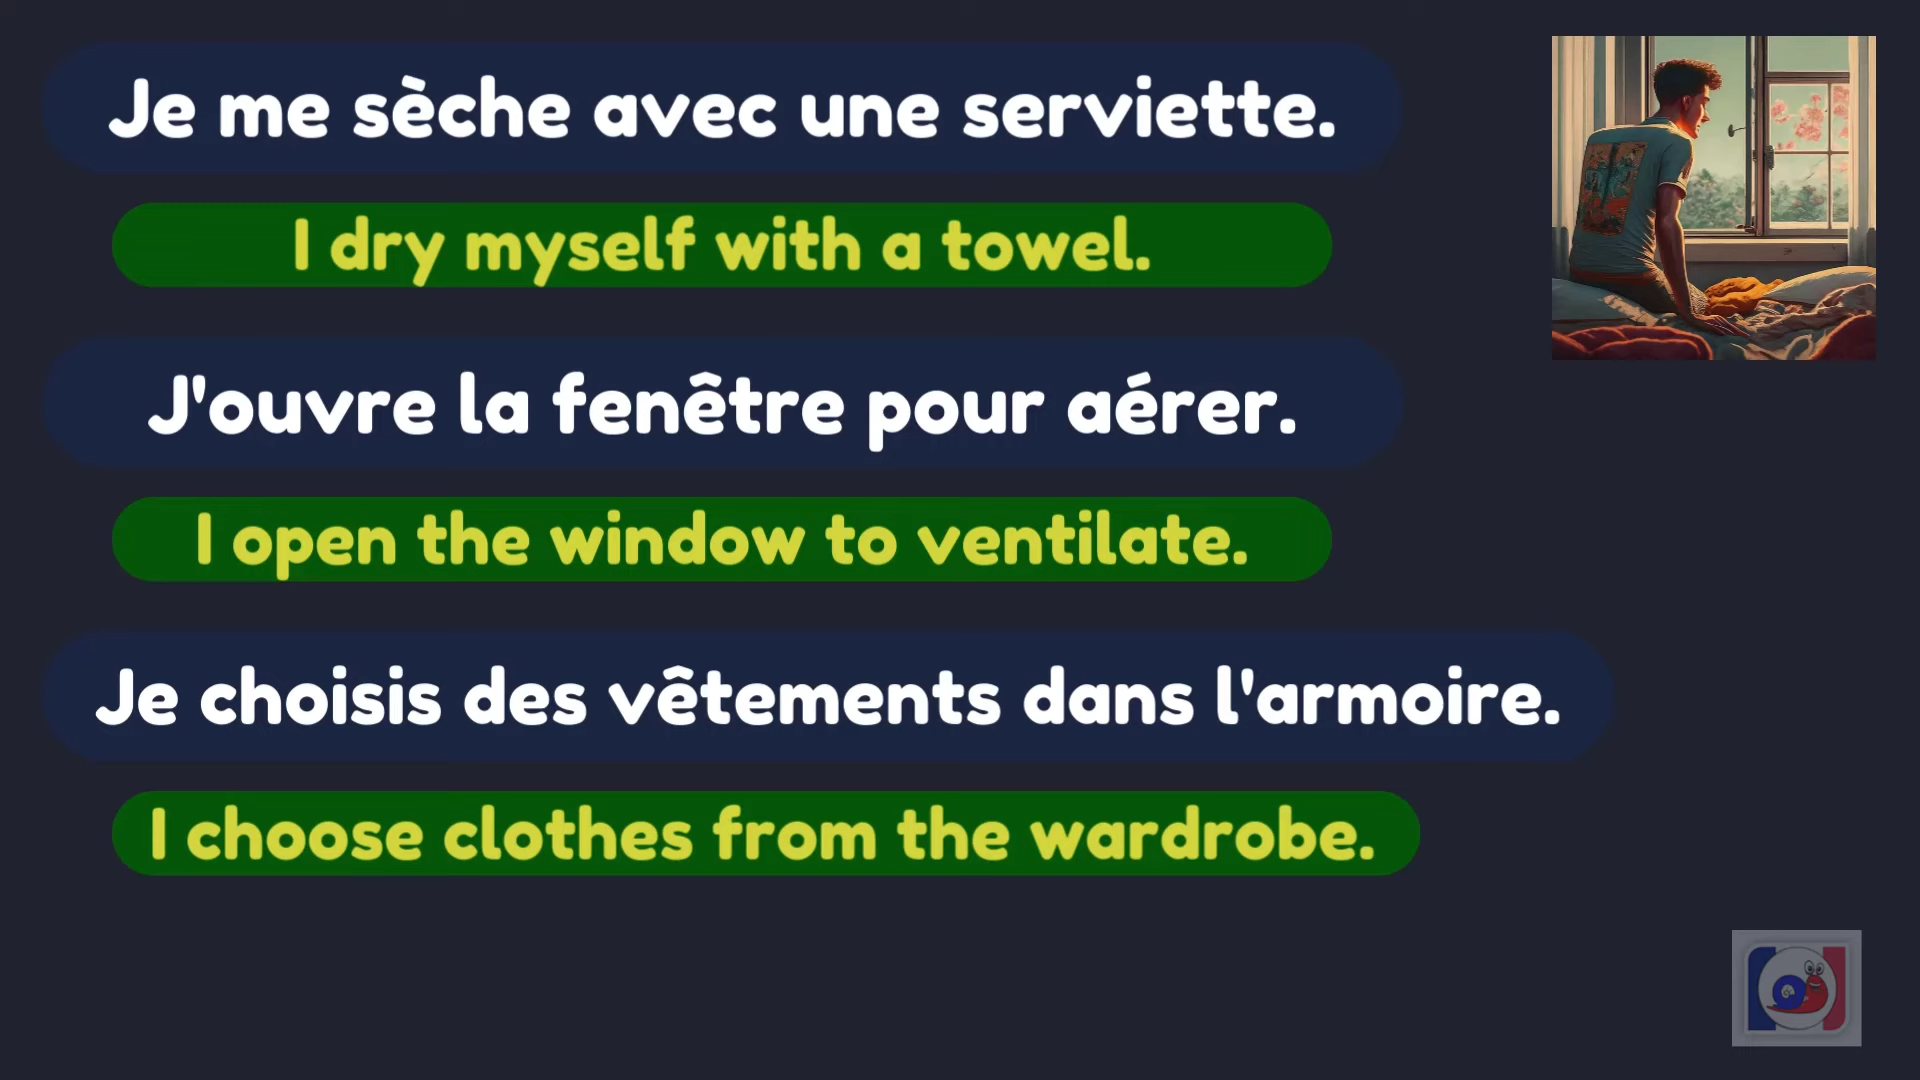 Je me sèche avec une serviette.
I dry myself with a towel.
J'ouvre la fenêtre pour aérer.
I open the window to ventilate.
Je choisis des vêtements dans l'armoire.
I choose clothes from the wardrobe.